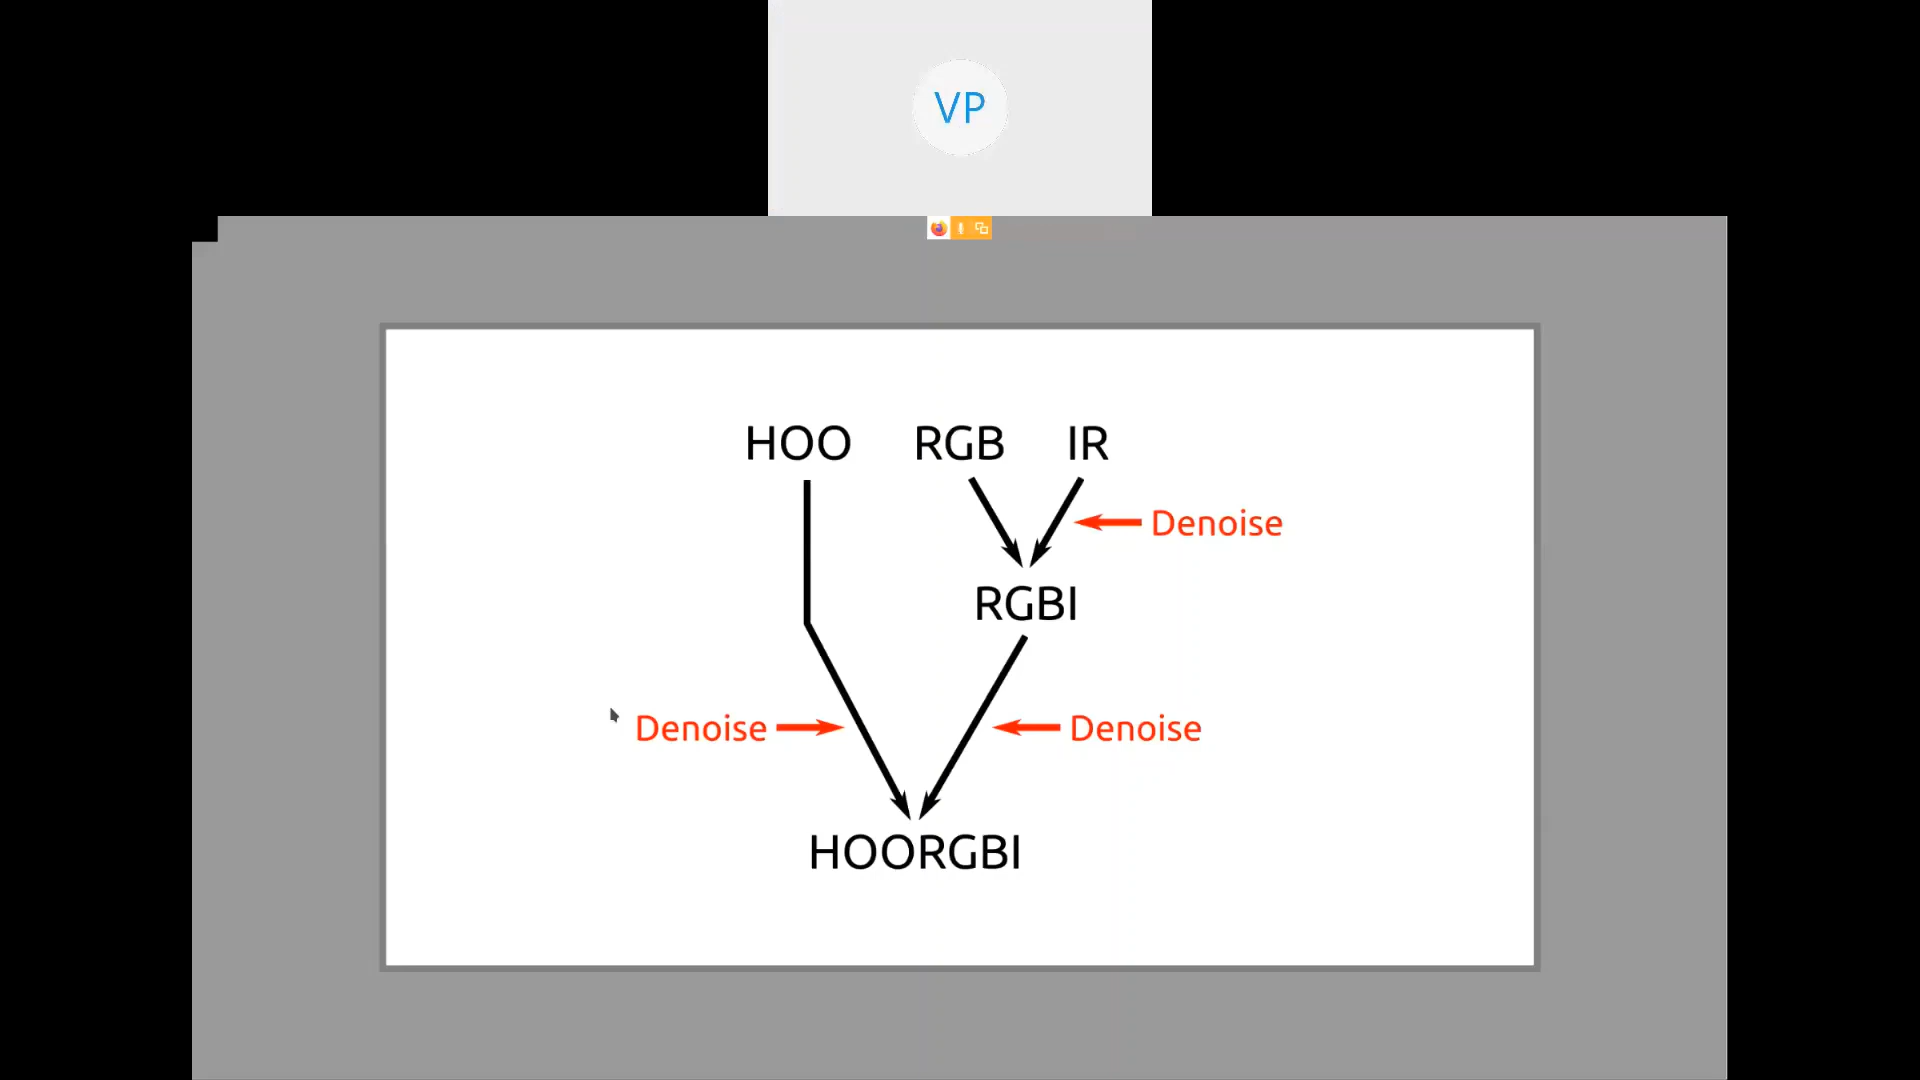 VP
HOO RGB IR
Denoise
RGBI
Denoise Denoise
HOORGBI